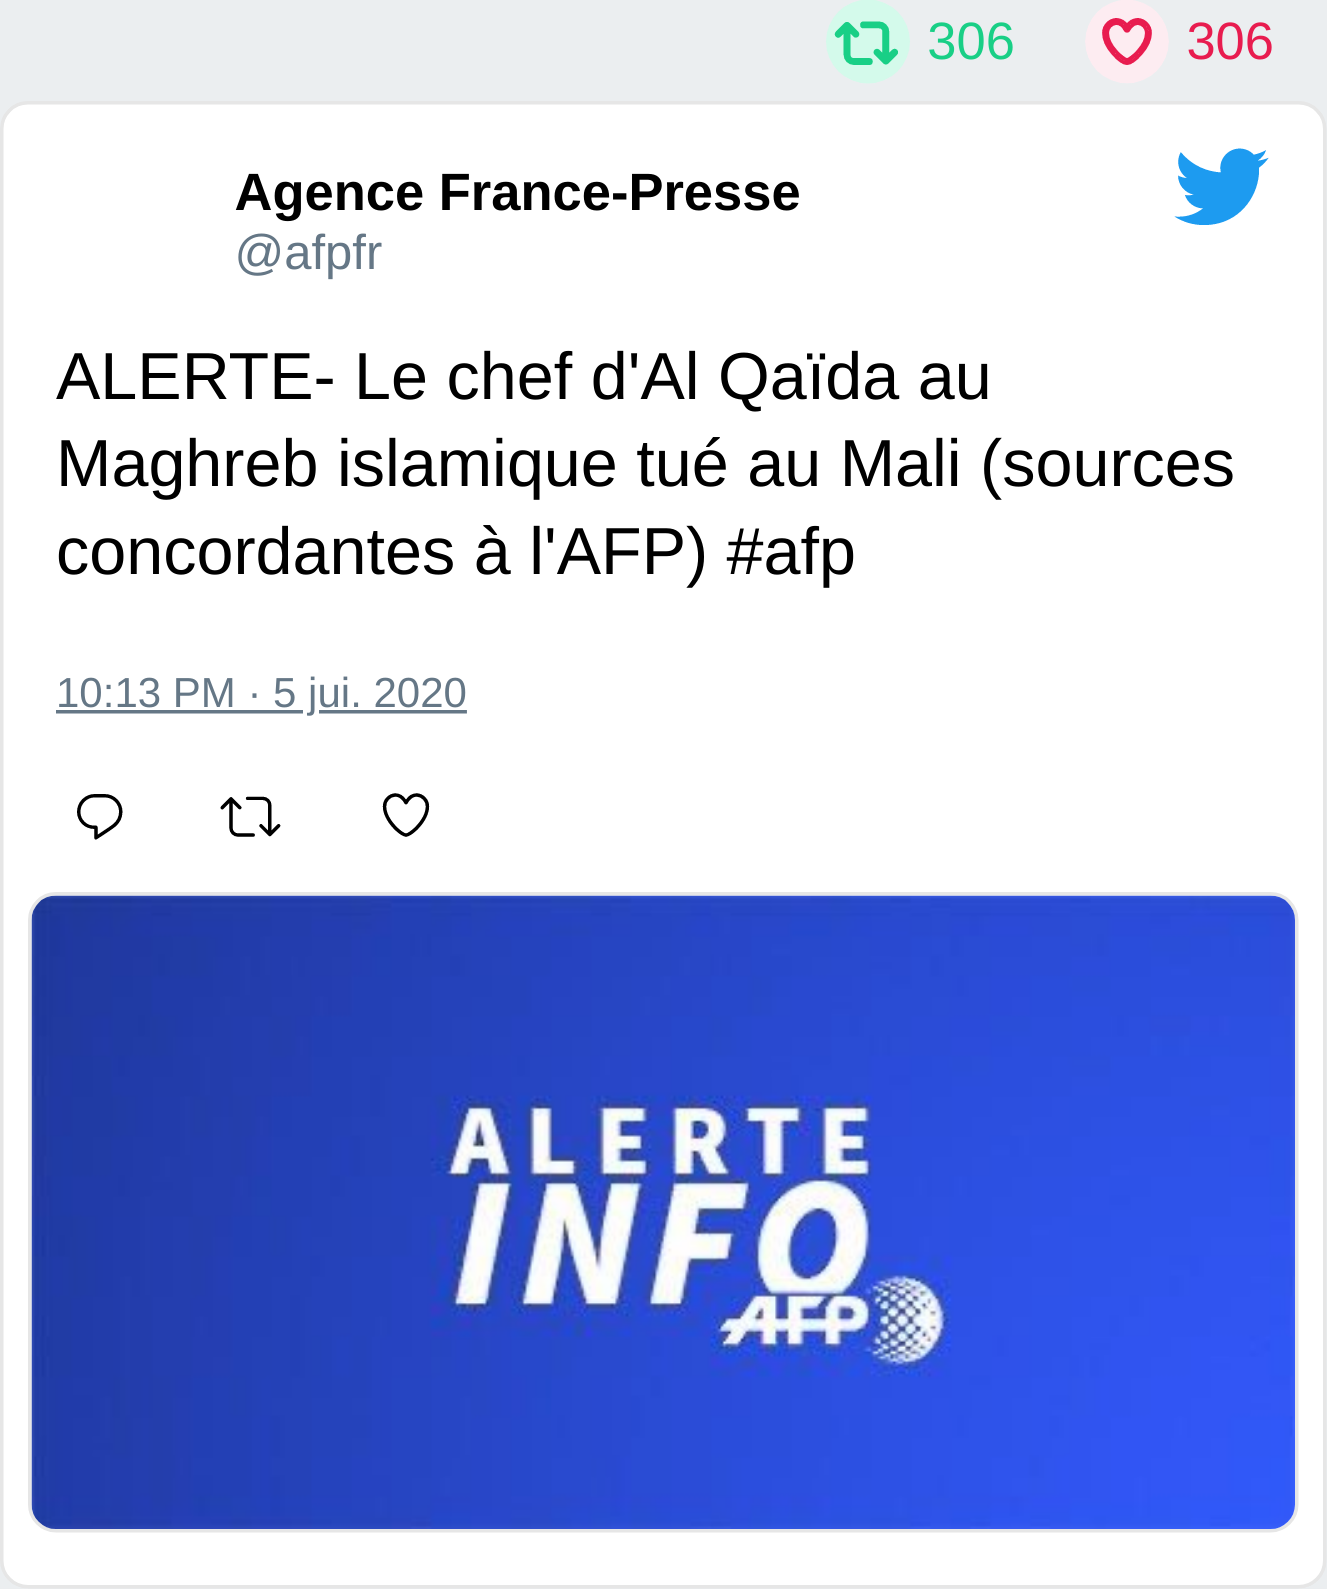 306 306
Agence France-Presse
@afpfr
ALERTE- Le chef d'Al Qaïda au
Maghreb islamique tué au Mali (sources
concordantes à l'AFP) #afp
10:13 PM · 5 jui. 2020
ALERTE
INFO
AFP